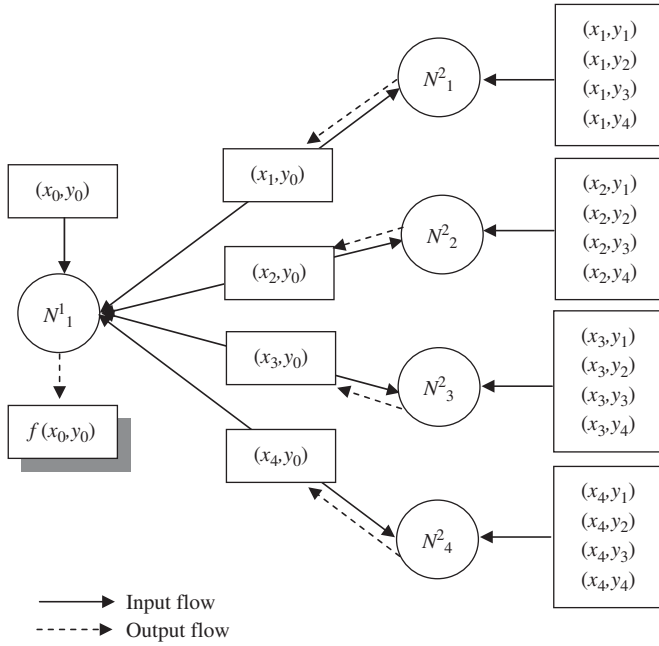 (x₁,y₁)
(x₁,y₂)
(x₁,y₃)
(x₁,y₄)
N²₁
(x₁,y₀)
(x₀,y₀)
(x₂,y₁)
(x₂,y₂)
(x₂,y₃)
(x₂,y₄)
N²₂
(x₂,y₀)
N¹₁
(x₃,y₁)
(x₃,y₂)
(x₃,y₃)
(x₃,y₄)
(x₃,y₀)
N²₃
f(x₀,y₀)
(x₄,y₀)
(x₄,y₁)
(x₄,y₂)
(x₄,y₃)
(x₄,y₄)
N²₄
Input flow
Output flow